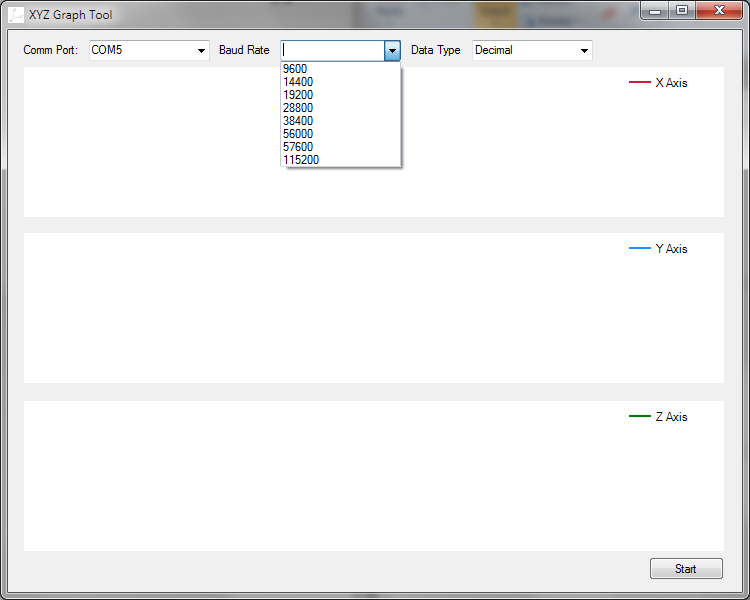 XYZ Graph Tool
Comm Port: COM5 Baud Rate Data Type Decimal
9600
14400
19200
28800
38400
56000
57600
115200
X Axis
Y Axis
Z Axis
Start